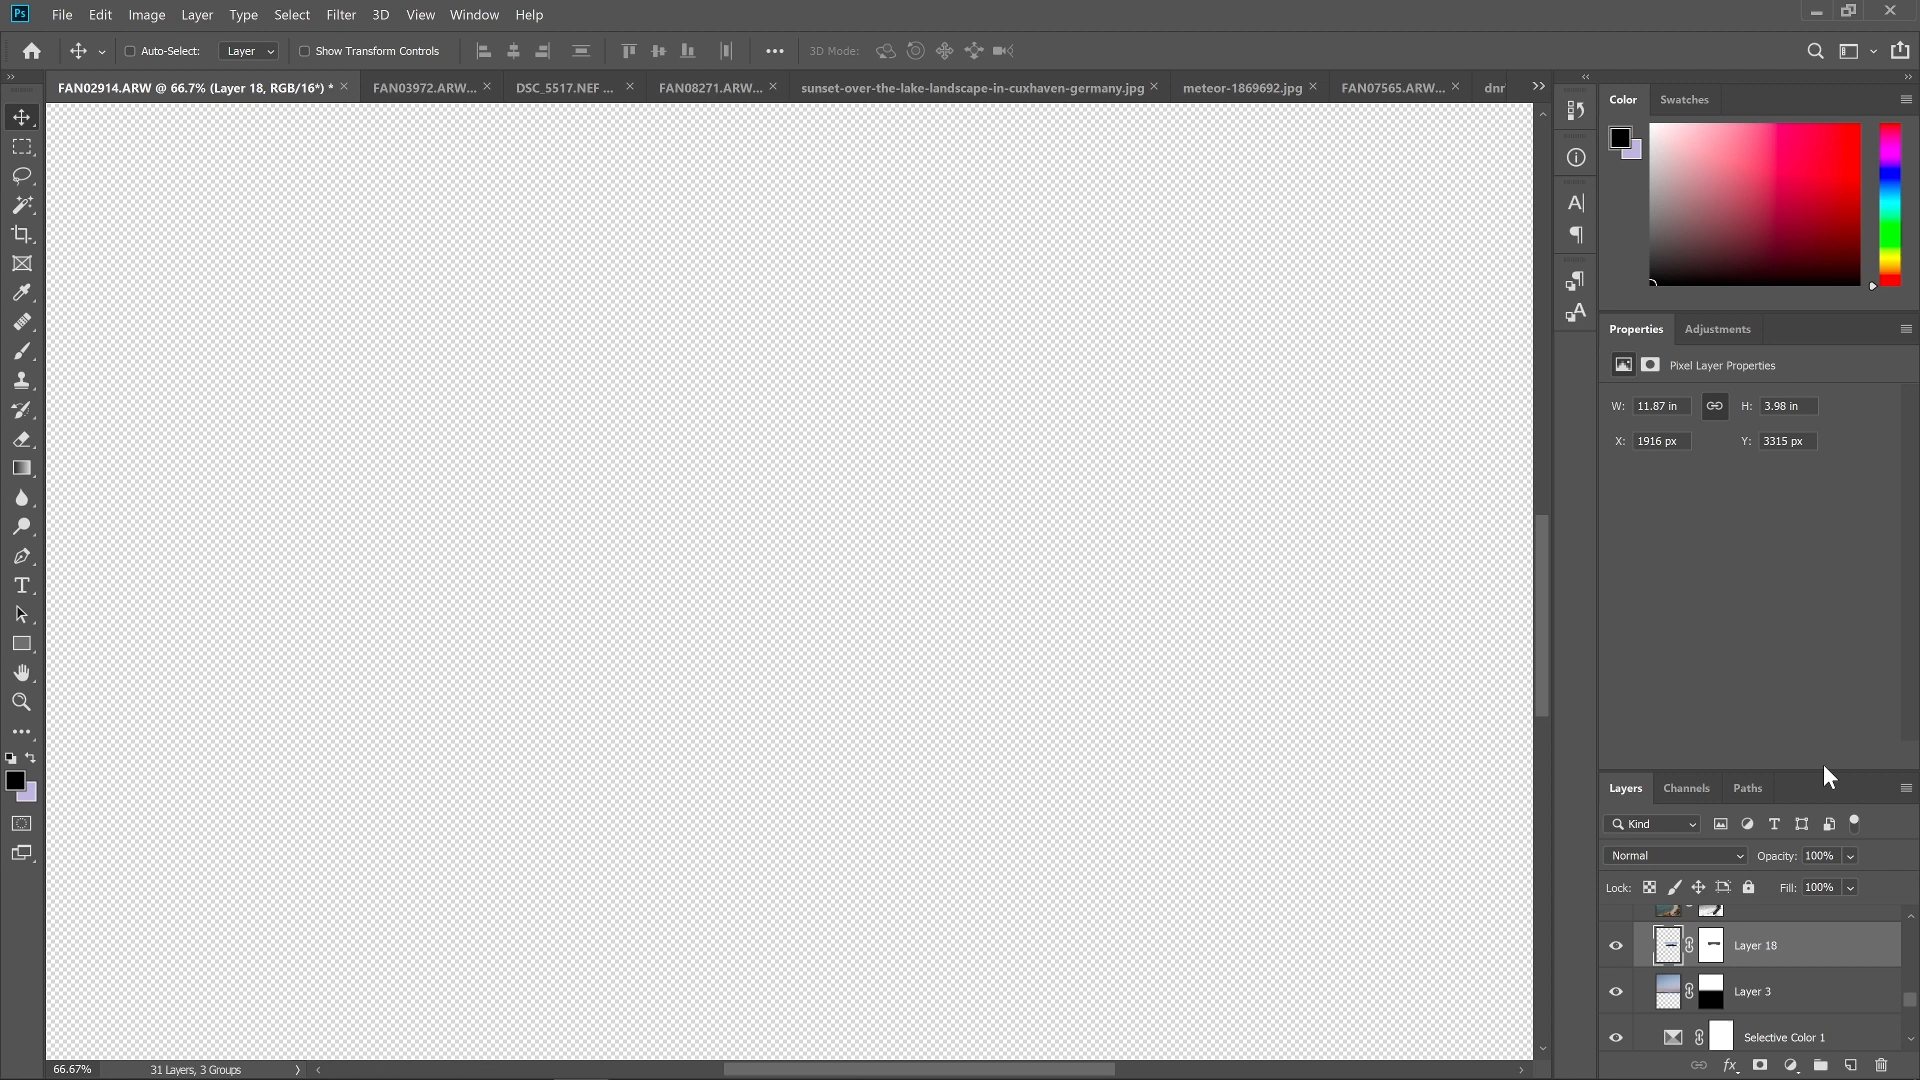 Ps File Edit Image Layer Type Select Filter 3D View Window Help
Auto-Select: Layer Show Transform Controls 3D Mode:
FAN02914.ARW @ 66.7% (Layer 18, RGB/16*) * FAN03972.ARW... DSC_5517.NEF ... FAN08271.ARW... sunset-over-the-lake-landscape-in-cuxhaven-germany.jpg meteor-1869692.jpg FAN07565.ARW... dnr
Color Swatches
Properties Adjustments
Pixel Layer Properties
W: 11.87 in H: 3.98 in
X: 1916 px Y: 3315 px
Layers Channels Paths
Kind
Normal Opacity: 100%
Lock: Fill: 100%
Layer 18
Layer 3
Selective Color 1
66.67% 31 Layers, 3 Groups